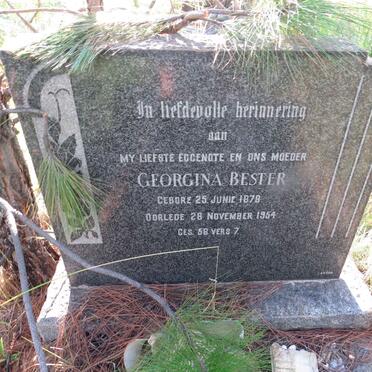 In liefdevolle herinnering
aan
MY LIEFSTE EGGENOTE EN ONS MOEDER
GEORGINA BESTER
GEBORE 25 JUNIE 1878
OORLEDE 28 NOVEMBER 1954
GES. 58 VERS 7